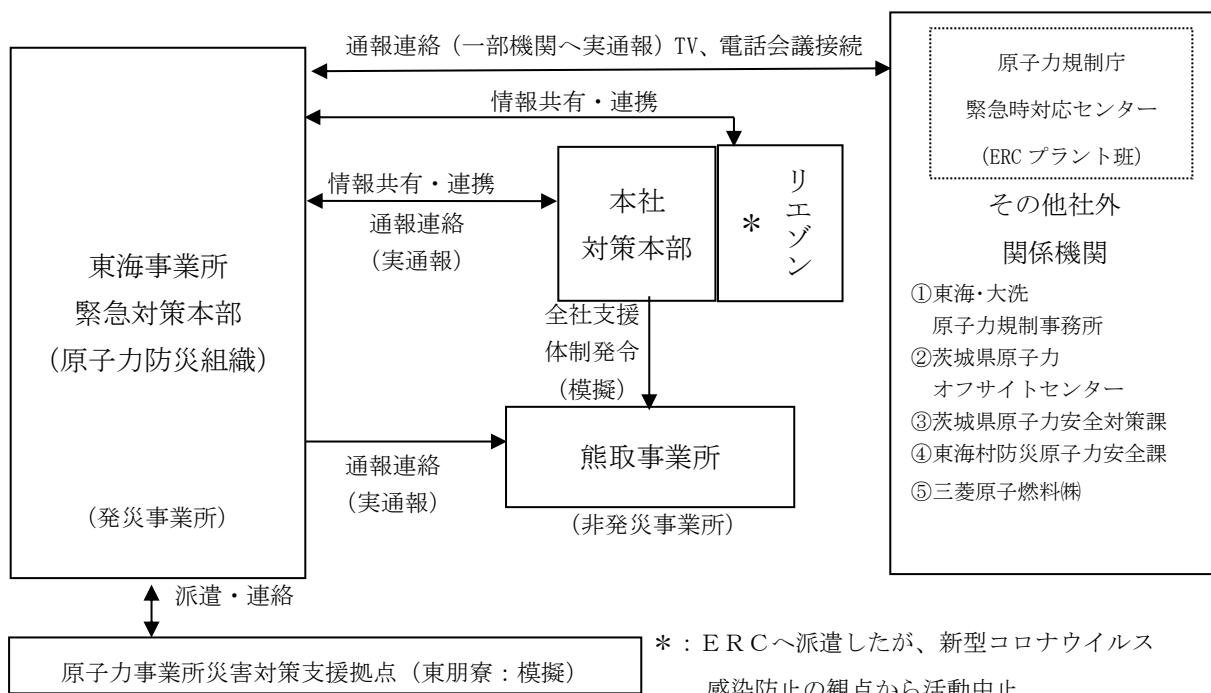 通報連絡（一部機関へ実通報）TV、電話会議接続
情報共有・連携
情報共有・連携
通報連絡
（実通報）
東海事業所
緊急対策本部
（原子力防災組織）
（発災事業所）
本社
対策本部
リエゾン
＊
全社支援
体制発令
（模擬）
通報連絡
（実通報）
熊取事業所
（非発災事業所）
原子力規制庁
緊急時対応センター
（ERC プラント班）
その他社外
関係機関
①東海・大洗
原子力規制事務所
②茨城県原子力
オフサイトセンター
③茨城県原子力安全対策課
④東海村防災原子力安全課
⑤三菱原子燃料㈱
派遣・連絡
原子力事業所災害対策支援拠点（東朋寮：模擬）
＊：ＥＲＣへ派遣したが、新型コロナウイルス
感染防止の観点から活動中止